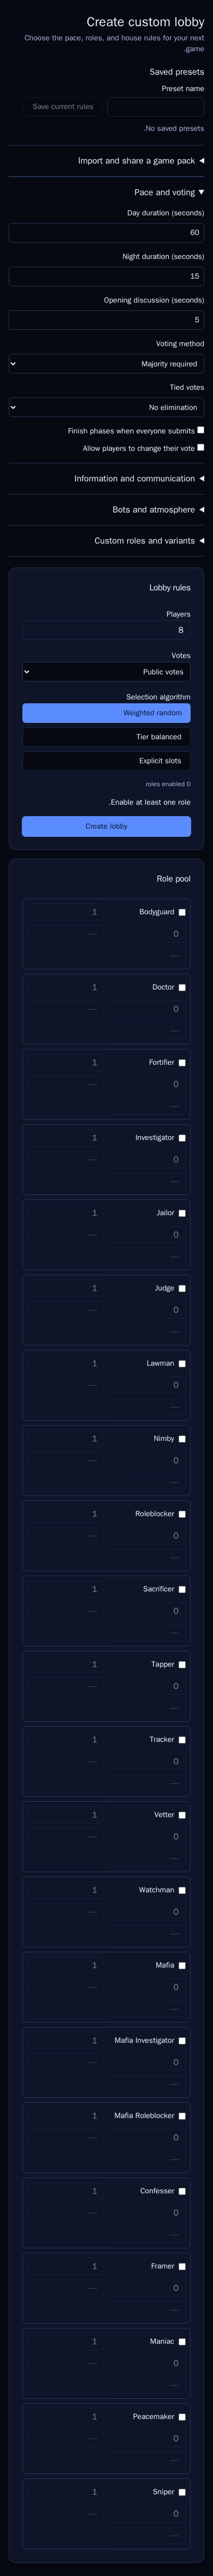 Create custom lobby
Choose the pace, roles, and house rules for your next
game.
Saved presets
Preset name
Save current rules
No saved presets.
Import and share a game pack
Pace and voting
Day duration (seconds)
60
Night duration (seconds)
15
Opening discussion (seconds)
5
Voting method
Majority required
Tied votes
No elimination
Finish phases when everyone submits
Allow players to change their vote
Information and communication
Bots and atmosphere
Custom roles and variants
Lobby rules
Players
8
Votes
Public votes
Selection algorithm
Weighted random
Tier balanced
Explicit slots
0 roles enabled
Enable at least one role.
Create lobby
Role pool
Bodyguard
1
0
—
—
Doctor
1
0
—
—
Fortifier
1
0
—
—
Investigator
1
0
—
—
Jailor
1
0
—
—
Judge
1
0
—
—
Lawman
1
0
—
—
Nimby
1
0
—
—
Roleblocker
1
0
—
—
Sacrificer
1
0
—
—
Tapper
1
0
—
—
Tracker
1
0
—
—
Vetter
1
0
—
—
Watchman
1
0
—
—
Mafia
1
0
—
—
Mafia Investigator
1
0
—
—
Mafia Roleblocker
1
0
—
—
Confesser
1
0
—
—
Framer
1
0
—
—
Maniac
1
0
—
—
Peacemaker
1
0
—
—
Sniper
1
0
—
—